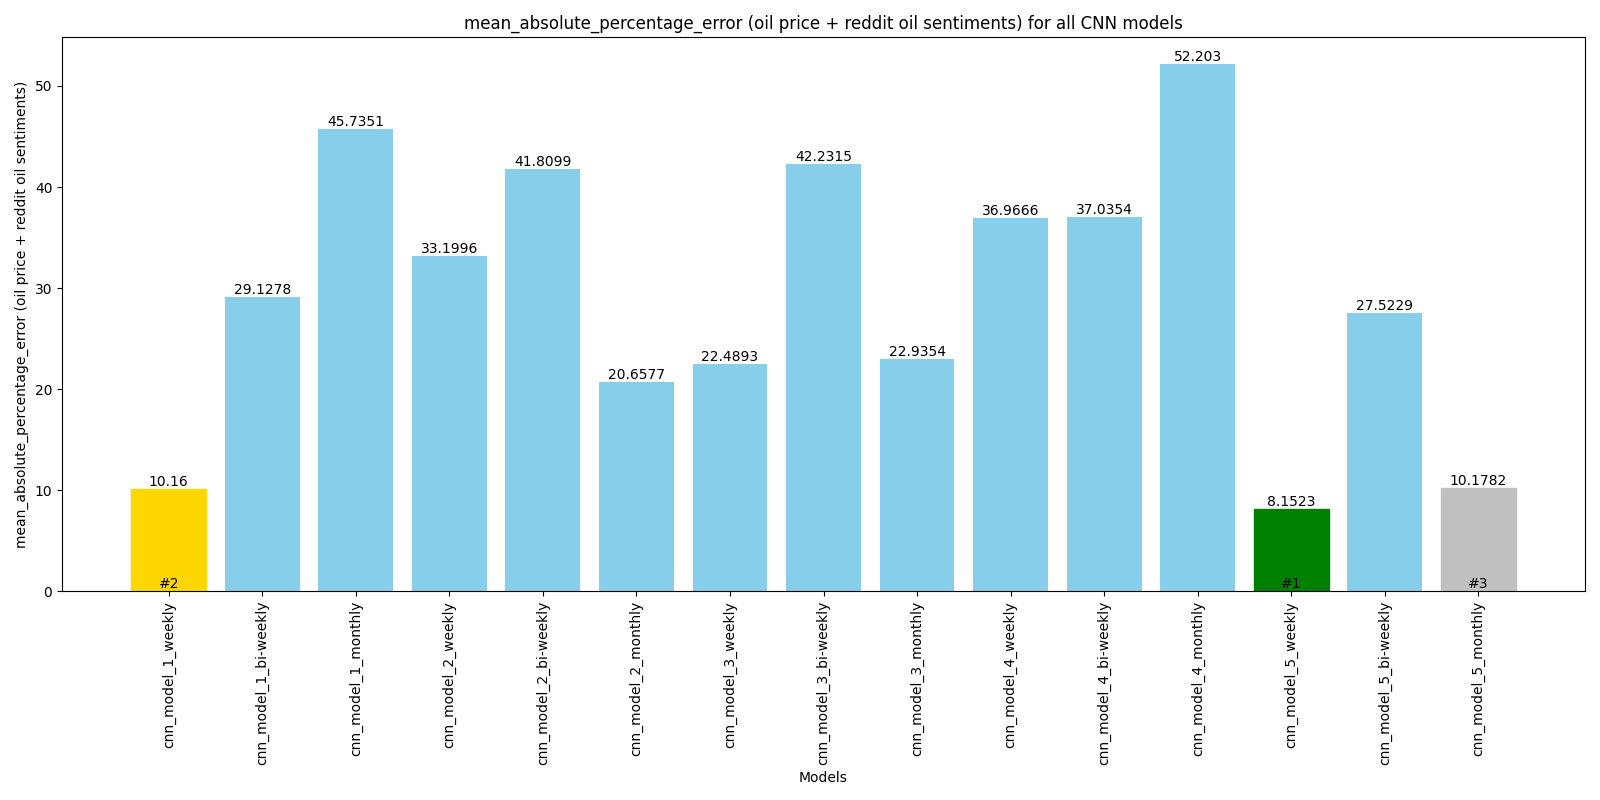 mean_absolute_percentage_error (oil price + reddit oil sentiments) for all CNN models
mean_absolute_percentage_error (oil price + reddit oil sentiments)
50
40
30
20
10
0
10.16
29.1278
45.7351
33.1996
41.8099
20.6577
22.4893
42.2315
22.9354
36.9666
37.0354
52.203
8.1523
27.5229
10.1782
#2
#1
#3
cnn_model_1_weekly
cnn_model_1_bi-weekly
cnn_model_1_monthly
cnn_model_2_weekly
cnn_model_2_bi-weekly
cnn_model_2_monthly
cnn_model_3_weekly
cnn_model_3_bi-weekly
cnn_model_3_monthly
cnn_model_4_weekly
cnn_model_4_bi-weekly
cnn_model_4_monthly
cnn_model_5_weekly
cnn_model_5_bi-weekly
cnn_model_5_monthly
Models